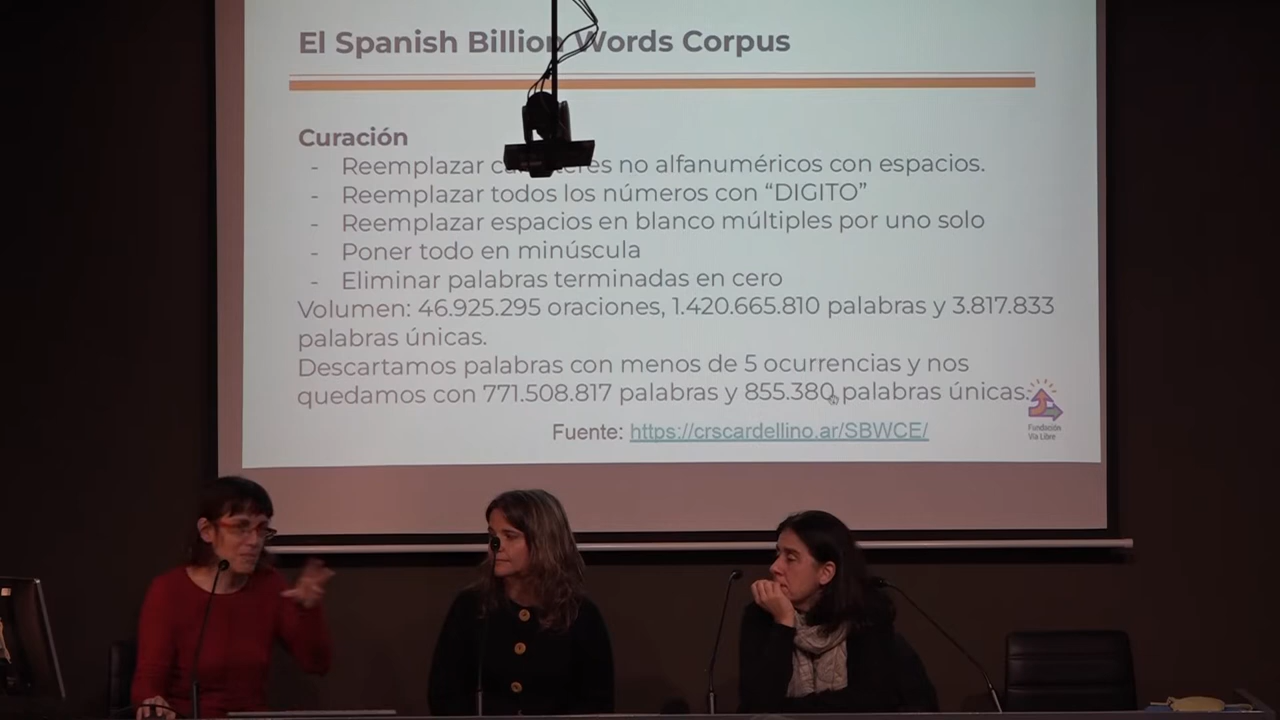 El Spanish Billion Words Corpus
Curación
- Reemplazar caracteres no alfanuméricos con espacios.
- Reemplazar todos los números con “DIGITO”
- Reemplazar espacios en blanco múltiples por uno solo
- Poner todo en minúscula
- Eliminar palabras terminadas en cero
Volumen: 46.925.295 oraciones, 1.420.665.810 palabras y 3.817.833
palabras únicas.
Descartamos palabras con menos de 5 ocurrencias y nos
quedamos con 771.508.817 palabras y 855.380 palabras únicas.
Fuente: https://crscardellino.ar/SBWCE/
Fundación
Vía Libre